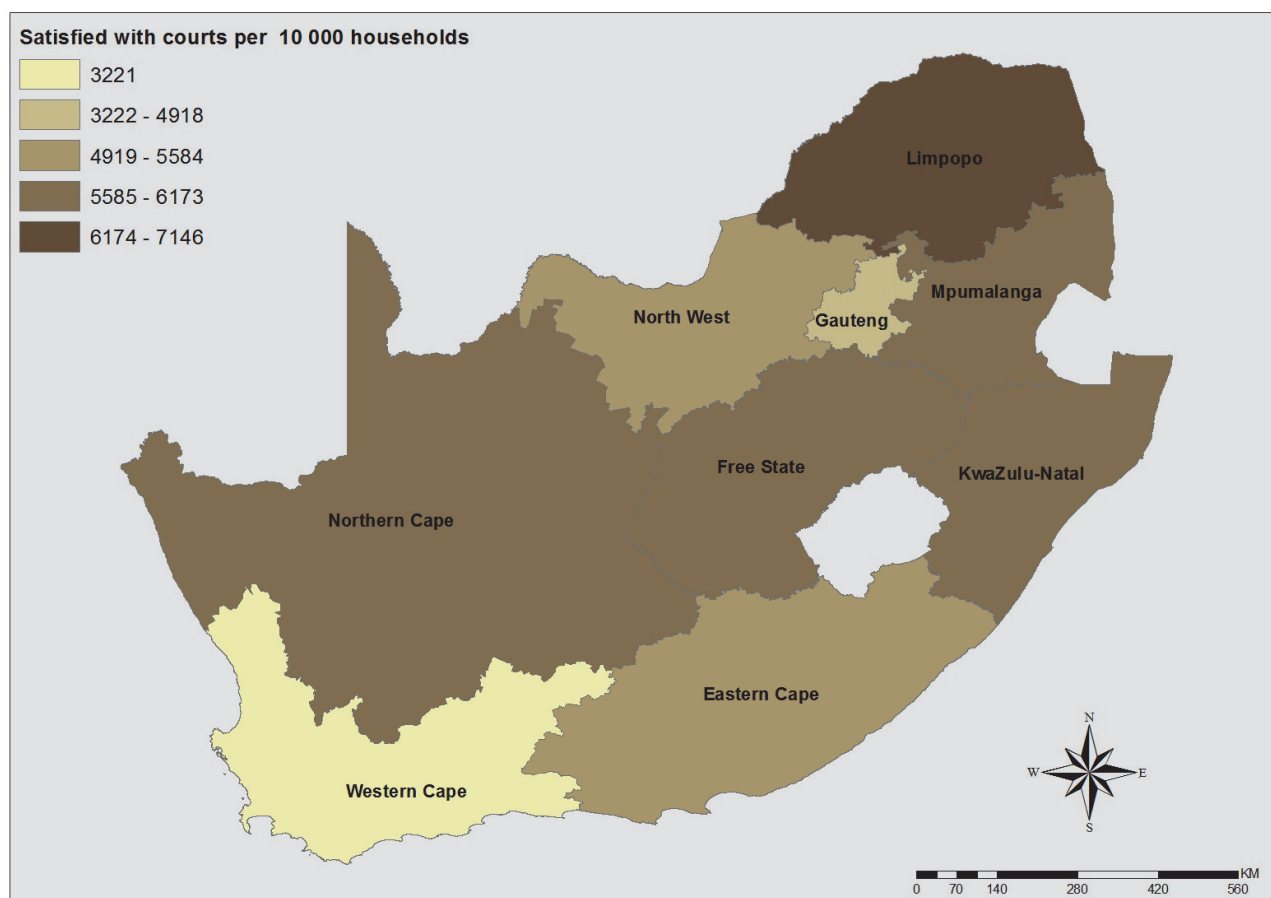 Satisfied with courts per 10 000 households
3221
3222 - 4918
4919 - 5584
5585 - 6173
6174 - 7146
Limpopo
Mpumalanga
North West
Gauteng
Free State
KwaZulu-Natal
Northern Cape
Eastern Cape
Western Cape
N
W E
S
KM
0 70 140 280 420 560